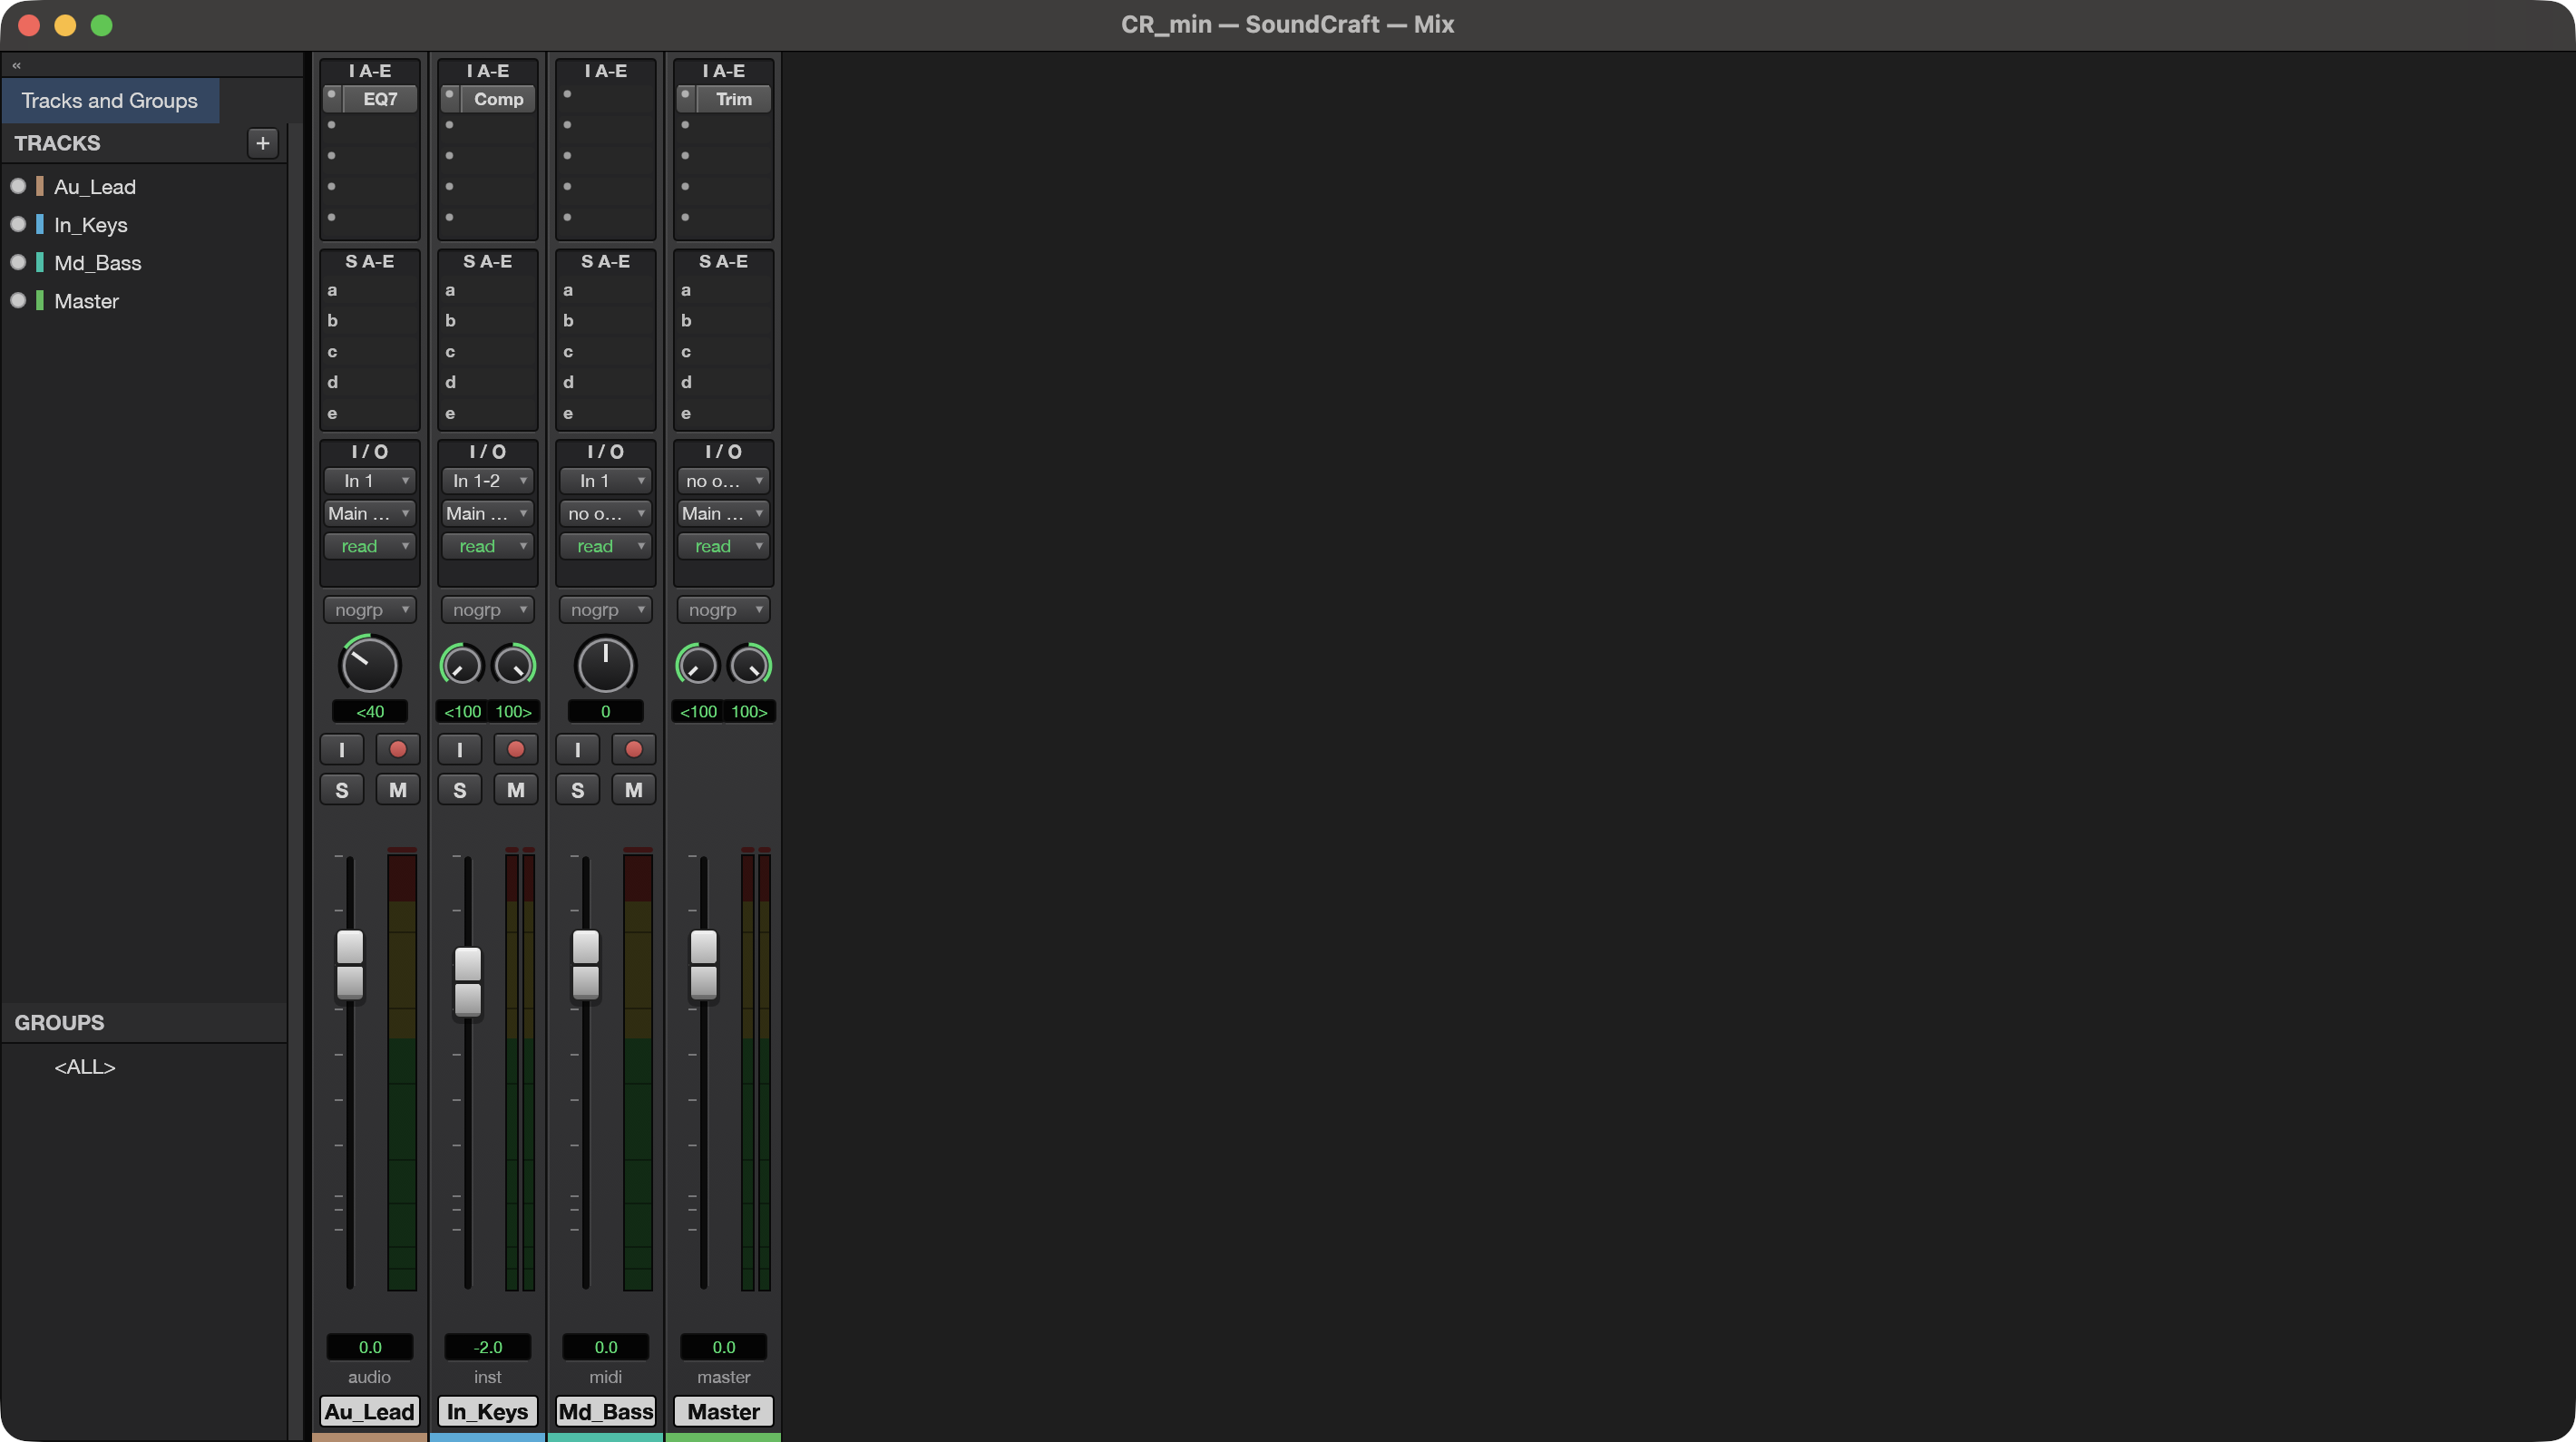 CR_min — SoundCraft — Mix
«
Tracks and Groups
TRACKS
+
Au_Lead
In_Keys
Md_Bass
Master
GROUPS
<ALL>
I A-E
EQ7
S A-E
a
b
c
d
e
I / O
In 1
Main ...
read
nogrp
<40
I
S M
0.0
audio
Au_Lead
I A-E
Comp
S A-E
a
b
c
d
e
I / O
In 1-2
Main ...
read
nogrp
<100 100>
I
S M
-2.0
inst
In_Keys
I A-E
S A-E
a
b
c
d
e
I / O
In 1
no o...
read
nogrp
0
I
S M
0.0
midi
Md_Bass
I A-E
Trim
S A-E
a
b
c
d
e
I / O
no o...
Main ...
read
nogrp
<100 100>
0.0
master
Master